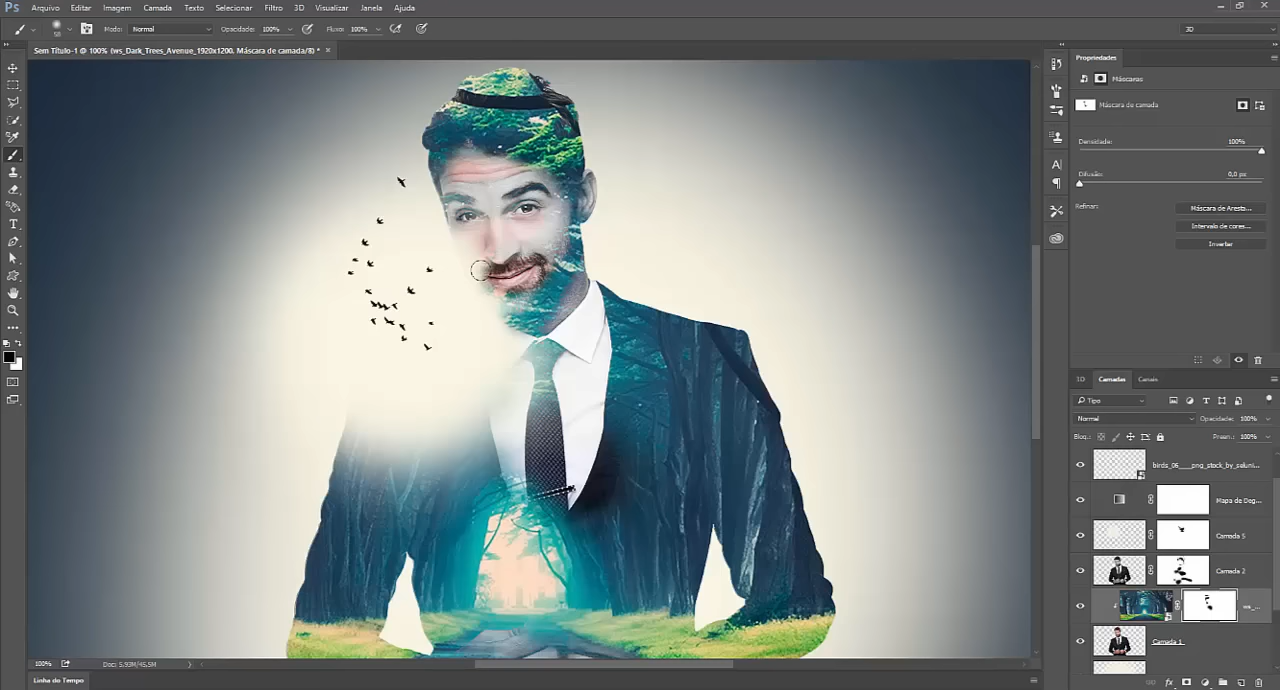 Ps Arquivo Editar Imagem Camada Texto Selecionar Filtro 3D Visualizar Janela Ajuda
Modo: Normal Opacidade: 100% Fluxo: 100% 3D
Sem Título-1 @ 100% (ws_Dark_Trees_Avenue_1920x1200, Máscara de camada/8) * ×
Propriedades
Máscaras
Máscara de camada
Densidade: 100%
Difusão: 0,0 px
Refinar: Máscara de Aresta...
Intervalo de cores...
Inverter
3D Camadas Canais
Tipo
Normal Opacidade: 100%
Bloq.: Preen.: 100%
birds_06___png_stock_by_seluni...
Mapa de Deg...
Camada 5
Camada 2
ws_...
Camada 1
100% Doc: 5,93M/45,5M
Linha do Tempo
fx